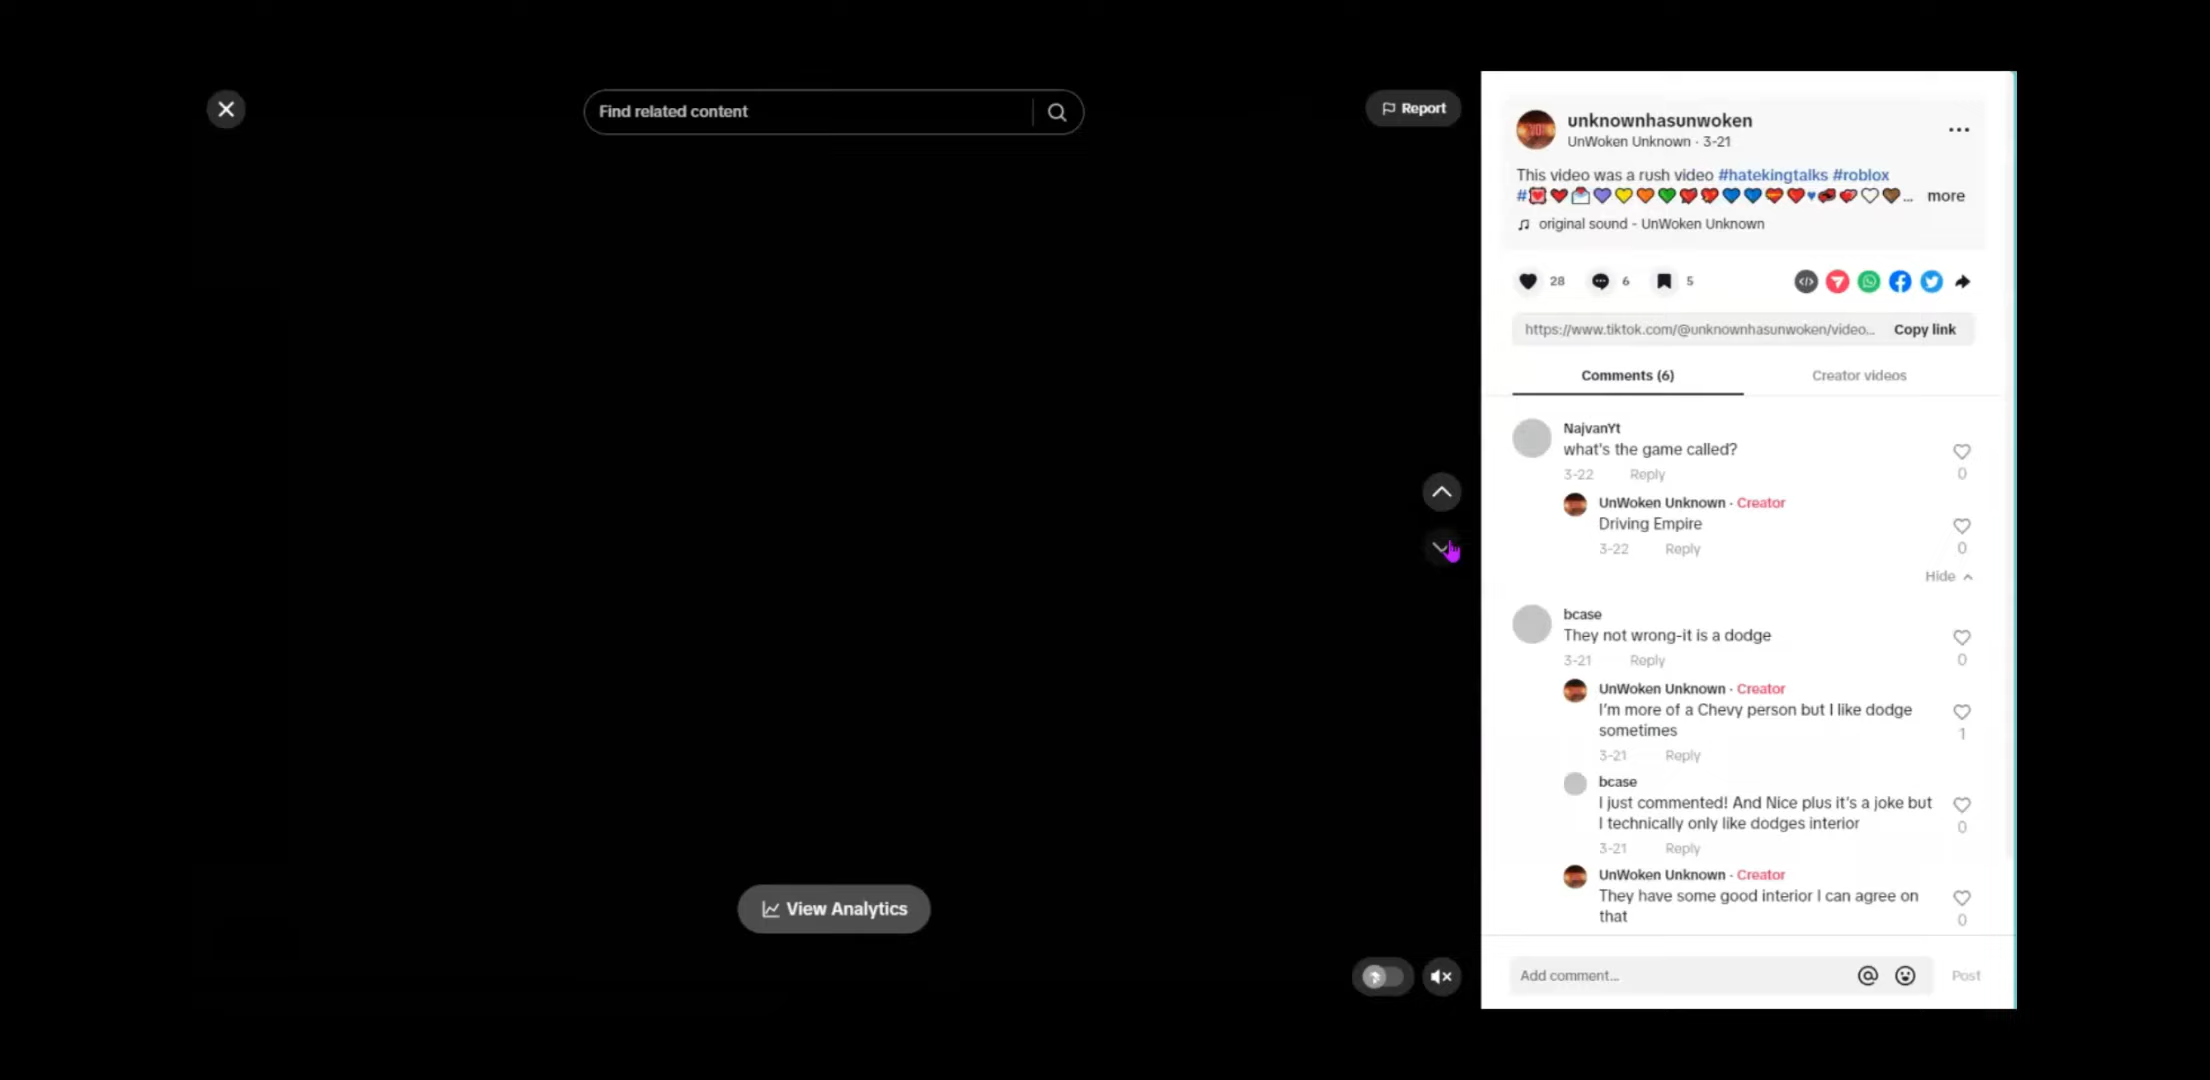 Find related content
Report
unknownhasunwoken
UnWoken Unknown · 3-21
This video was a rush video #hatekingtalks #roblox
#💟❤️💌💜💛🧡💚❣️💞💙💙💝❤️♥💕💓🤍🤎... more
original sound - UnWoken Unknown
28
6
5
https://www.tiktok.com/@unknownhasunwoken/video...
Copy link
Comments (6)
Creator videos
NajvanYt
what's the game called?
3-22 Reply
0
UnWoken Unknown · Creator
Driving Empire
3-22 Reply
0
Hide
bcase
They not wrong-it is a dodge
3-21 Reply
0
UnWoken Unknown · Creator
I'm more of a Chevy person but I like dodge
sometimes
3-21 Reply
1
bcase
I just commented! And Nice plus it's a joke but
I technically only like dodges interior
3-21 Reply
0
UnWoken Unknown · Creator
They have some good interior I can agree on
that
0
View Analytics
Add comment...
Post